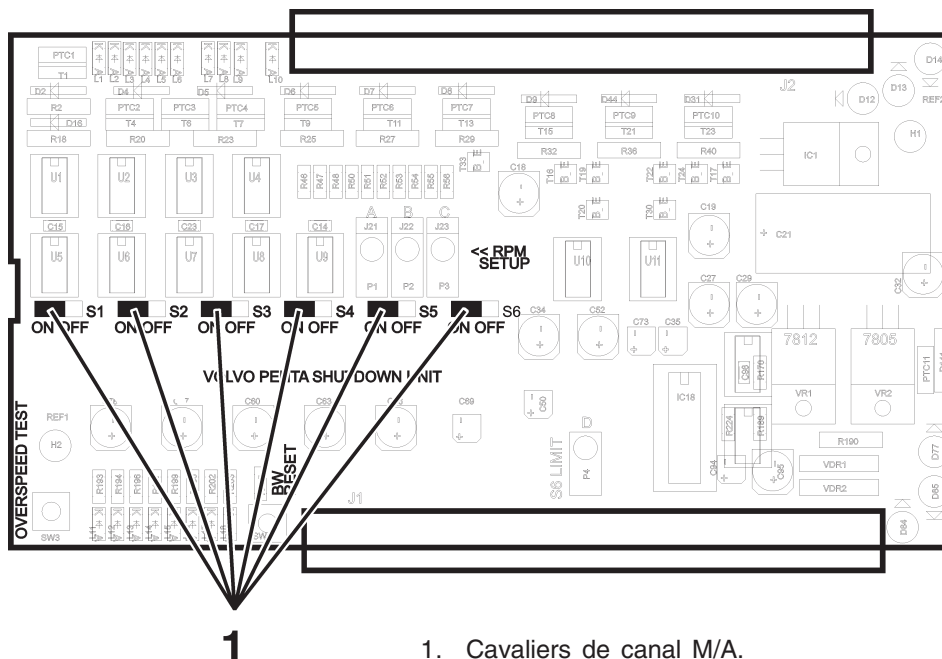 PTC1
T1
L1 L2 L3 L4 L5 L6 L7 L8 L9 L10
D2 D4 D5 D6 D7 D8 D9 D44 D31 J2 D12 D13 D14
REF2
R2 PTC2 PTC3 PTC4 PTC5 PTC6 PTC7 PTC8 PTC9 PTC10
D16 T4 T6 T7 T9 T11 T13 T15 T21 T23 H1
R18 R20 R23 R25 R27 R29 R32 R36 R40 IC1
U1 U2 U3 U4 R46 R47 R48 R50 R51 R52 R53 R54 R55 R56 T33 C18 T16 T19 T22 T24 T17
A B C T20 T30
C15 C16 C23 C17 C14 J21 J22 J23 C19 C21
U5 U6 U7 U8 U9 << RPM
SETUP U10 U11
P1 P2 P3 C27 C29 C32
S1 S2 S3 S4 S5 S6
ON OFF ON OFF ON OFF ON OFF ON OFF ON OFF
C34 C52 C73 C35 7812 7805
VOLVO PENTA SHUTDOWN UNIT
C98 R170 PTC11
REF1 C60 C63 C69 C50 IC18 VR1 VR2
OVERSPEED TEST
H2 D R224 R189 R190
S6 LIMIT
P4 C94 C95 VDR1 D77
BW
RESET
R193 R194 R196 R199 R202 VDR2 D85
J1 D84
SW3
1
1. Cavaliers de canal M/A.